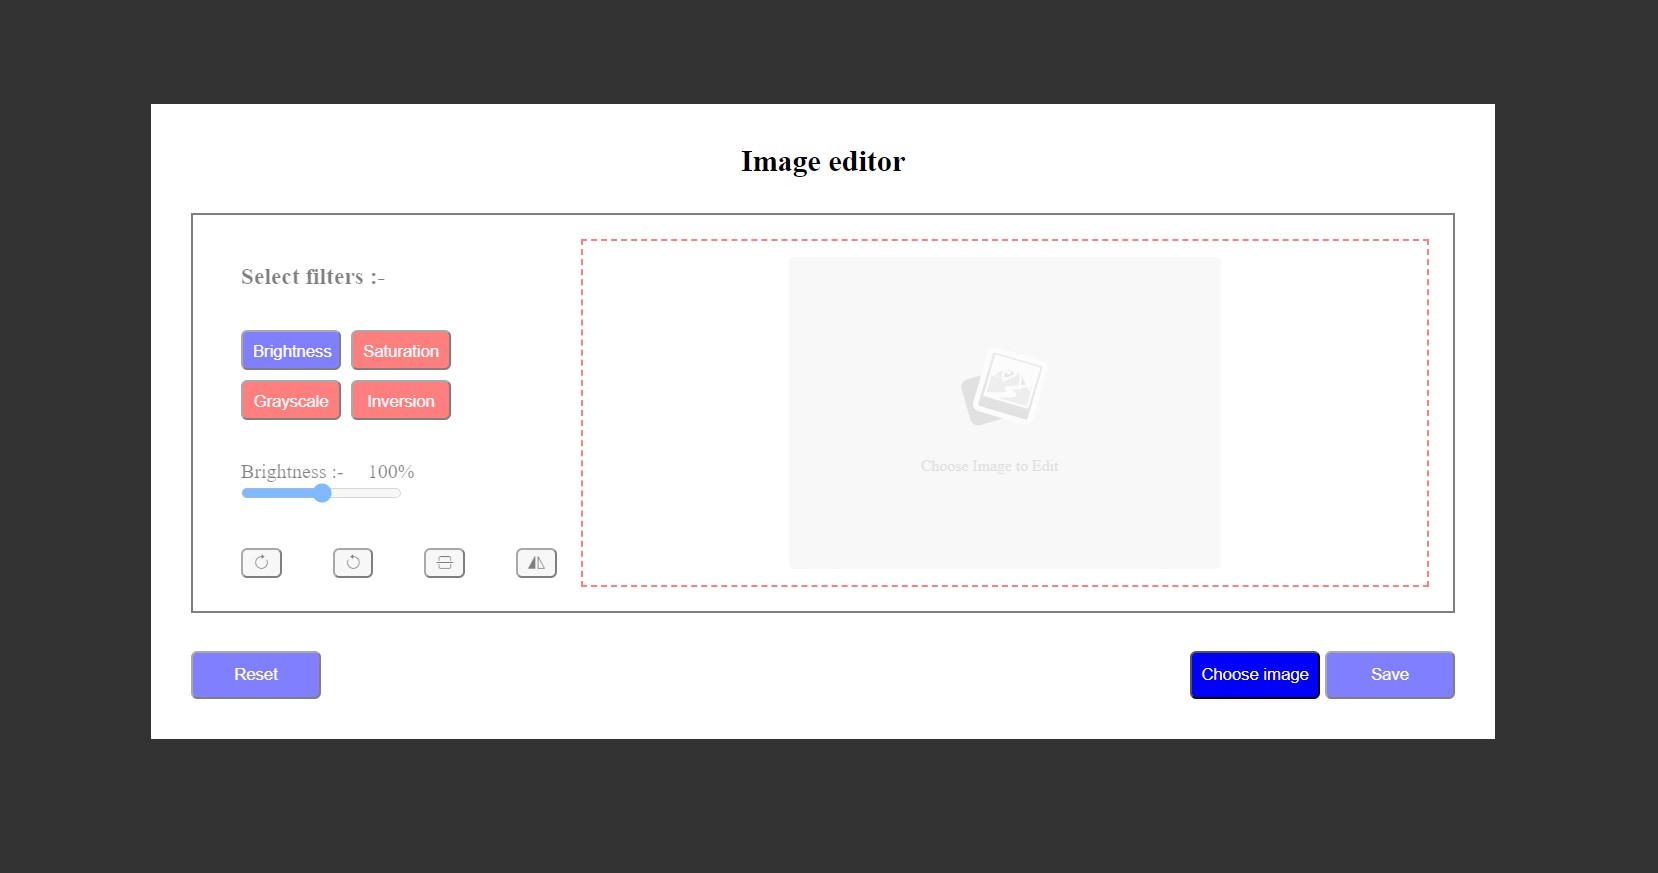 Image editor
Select filters :-
Brightness Saturation
Grayscale Inversion
Brightness :- 100%
Choose Image to Edit
Reset Choose image Save